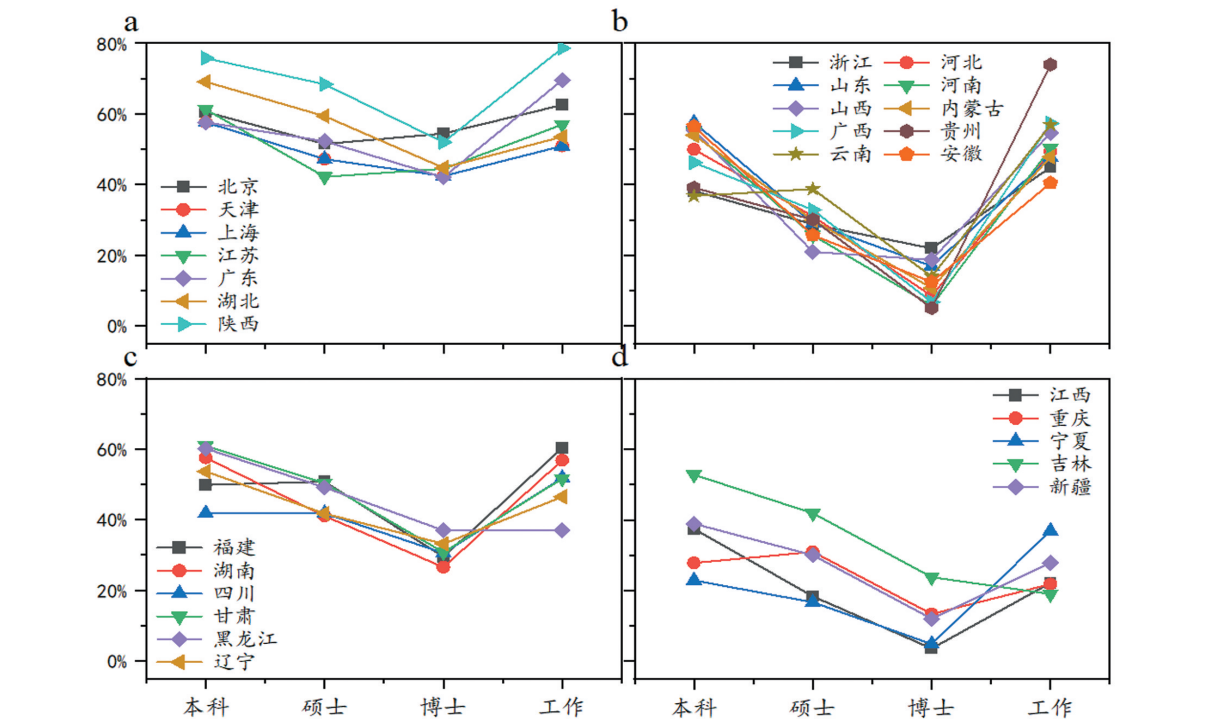 a
80%
60%
40%
20%
0%
北京
天津
上海
江苏
广东
湖北
陕西
b
浙江 河北
山东 河南
山西 内蒙古
广西 贵州
云南 安徽
c
80%
60%
40%
20%
0%
福建
湖南
四川
甘肃
黑龙江
辽宁
本科 硕士 博士 工作
d
江西
重庆
宁夏
吉林
新疆
本科 硕士 博士 工作